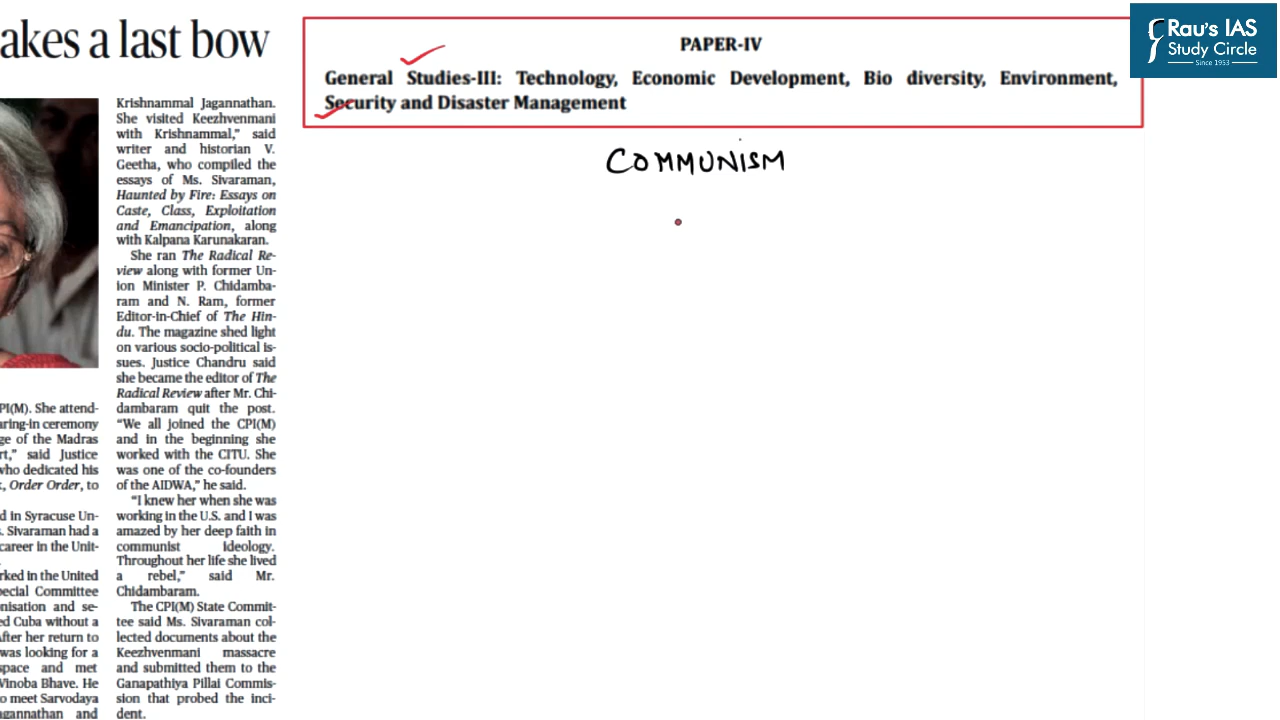 akes a last bow
PI(M). She attend-
aring-in ceremony
ge of the Madras
rt," said Justice
who dedicated his
Order Order, to
d in Syracuse Un-
s. Sivaraman had a
career in the Unit-
rked in the United
pecial Committee
nisation and se-
ed Cuba without a
After her return to
was looking for a
space and met
Vinoba Bhave. He
o meet Sarvodaya
agannathan and
Krishnammal Jagannathan.
She visited Keezhvenmani
with Krishnammal," said
writer and historian V.
Geetha, who compiled the
essays of Ms. Sivaraman,
Haunted by Fire: Essays on
Caste, Class, Exploitation
and Emancipation, along
with Kalpana Karunakaran.
She ran The Radical Re-
view along with former Un-
ion Minister P. Chidamba-
ram and N. Ram, former
Editor-in-Chief of The Hin-
du. The magazine shed light
on various socio-political is-
sues. Justice Chandru said
she became the editor of The
Radical Review after Mr. Chi-
dambaram quit the post.
"We all joined the CPI(M)
and in the beginning she
worked with the CITU. She
was one of the co-founders
of the AIDWA," he said.
"I knew her when she was
working in the U.S. and I was
amazed by her deep faith in
communist ideology.
Throughout her life she lived
a rebel," said Mr.
Chidambaram.
The CPI(M) State Commit-
tee said Ms. Sivaraman col-
lected documents about the
Keezhvenmani massacre
and submitted them to the
Ganapathiya Pillai Commis-
sion that probed the inci-
dent.
PAPER-IV
General Studies-III: Technology, Economic Development, Bio diversity, Environment,
Security and Disaster Management
COMMUNISM
Rau's IAS
Study Circle
Since 1953